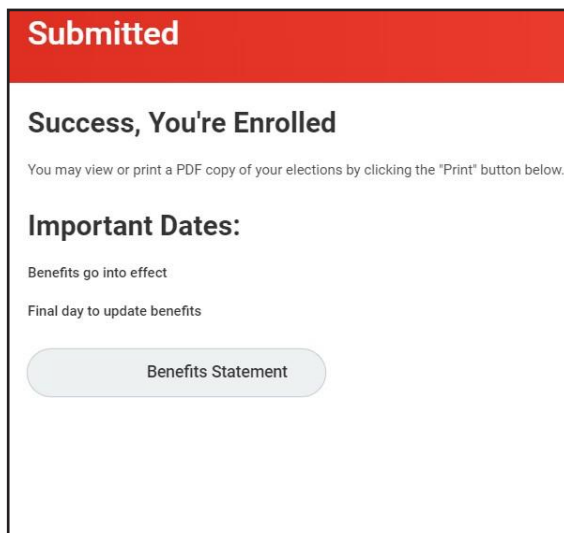 Submitted
Success, You're Enrolled
You may view or print a PDF copy of your elections by clicking the "Print" button below.
Important Dates:
Benefits go into effect
Final day to update benefits
Benefits Statement